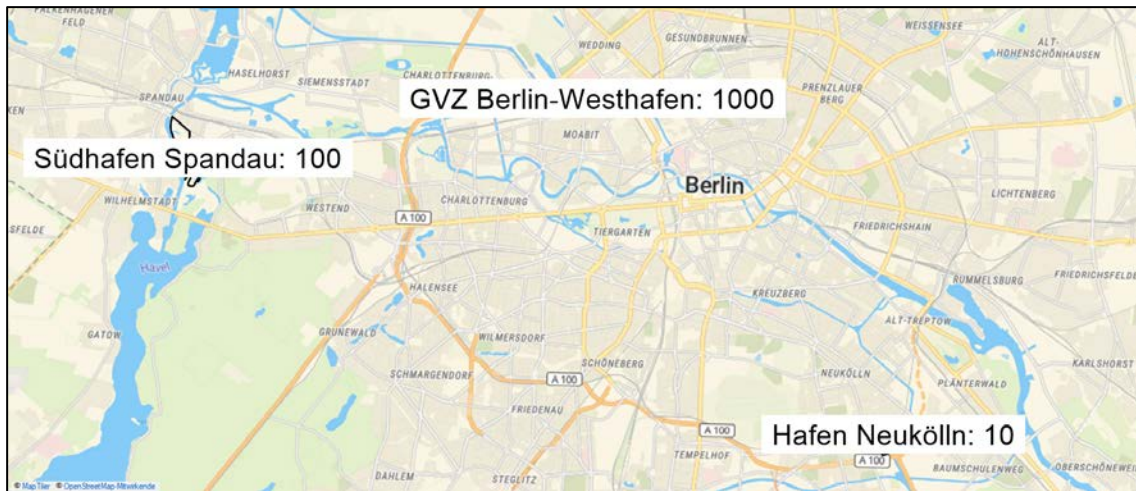 FALKENHAGENER
FELD
HASELHORST
SIEMENSSTADT
SPANDAU
KEN
CHARLOTTENBURG-
WEDDING
GESUNDBRUNNEN
WEISSENSEE
ALT-
HOHENSCHÖNHAUSEN
PRENZLAUER
BERG
GVZ Berlin-Westhafen: 1000
MOABIT
Südhafen Spandau: 100
Berlin
LICHTENBERG
WILHELMSTADT
WESTEND
CHARLOTTENBURG
A 100
TIERGARTEN
FRIEDRICHSHAIN
SFELDE
Havel
RUMMELSBURG
FRIEDRICHSFELDE
HALENSEE
KREUZBERG
ALT-TREPTOW
GATOW
GRUNEWALD
WILMERSDORF
SCHÖNEBERG
KARLSHORST
SCHMARGENDORF
A 100
NEUKÖLLN
PLÄNTERWALD
FRIEDENAU
A 100
Hafen Neukölln: 10
TEMPELHOF
A 100
DAHLEM
STEGLITZ
BAUMSCHULENWEG
OBERSCHÖNEWEI
© MapTiler © OpenStreetMap-Mitwirkende